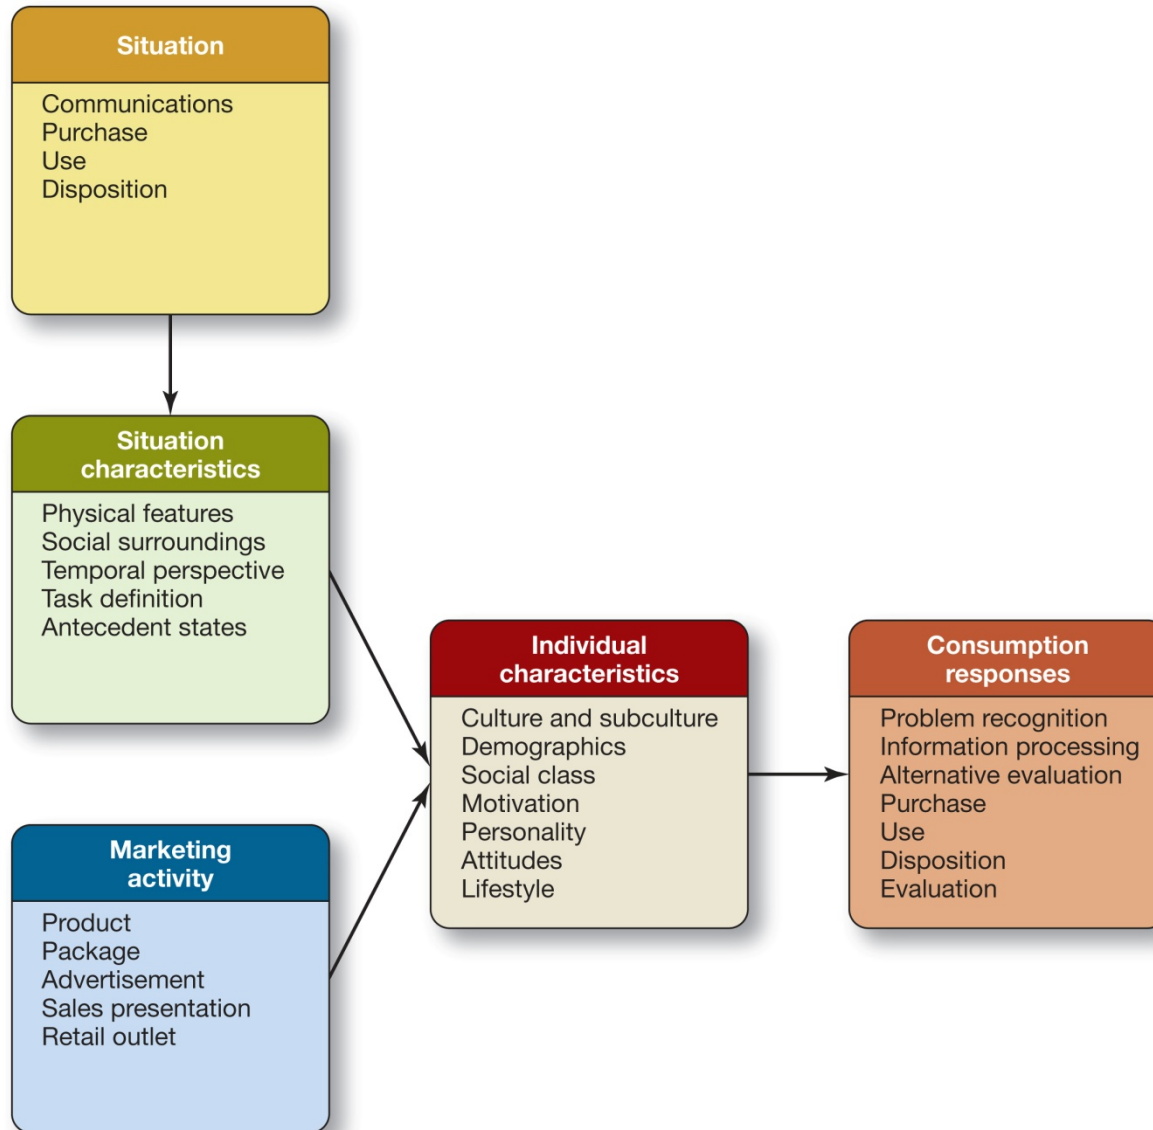 Situation
Communications
Purchase
Use
Disposition
Situation
characteristics
Physical features
Social surroundings
Temporal perspective
Task definition
Antecedent states
Marketing
activity
Product
Package
Advertisement
Sales presentation
Retail outlet
Individual
characteristics
Culture and subculture
Demographics
Social class
Motivation
Personality
Attitudes
Lifestyle
Consumption
responses
Problem recognition
Information processing
Alternative evaluation
Purchase
Use
Disposition
Evaluation